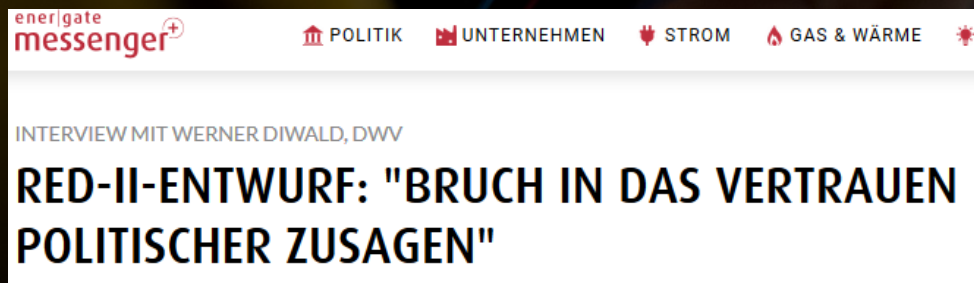 ener|gate
messenger+
POLITIK UNTERNEHMEN STROM GAS & WÄRME
INTERVIEW MIT WERNER DIWALD, DWV
RED-II-ENTWURF: "BRUCH IN DAS VERTRAUEN
POLITISCHER ZUSAGEN"